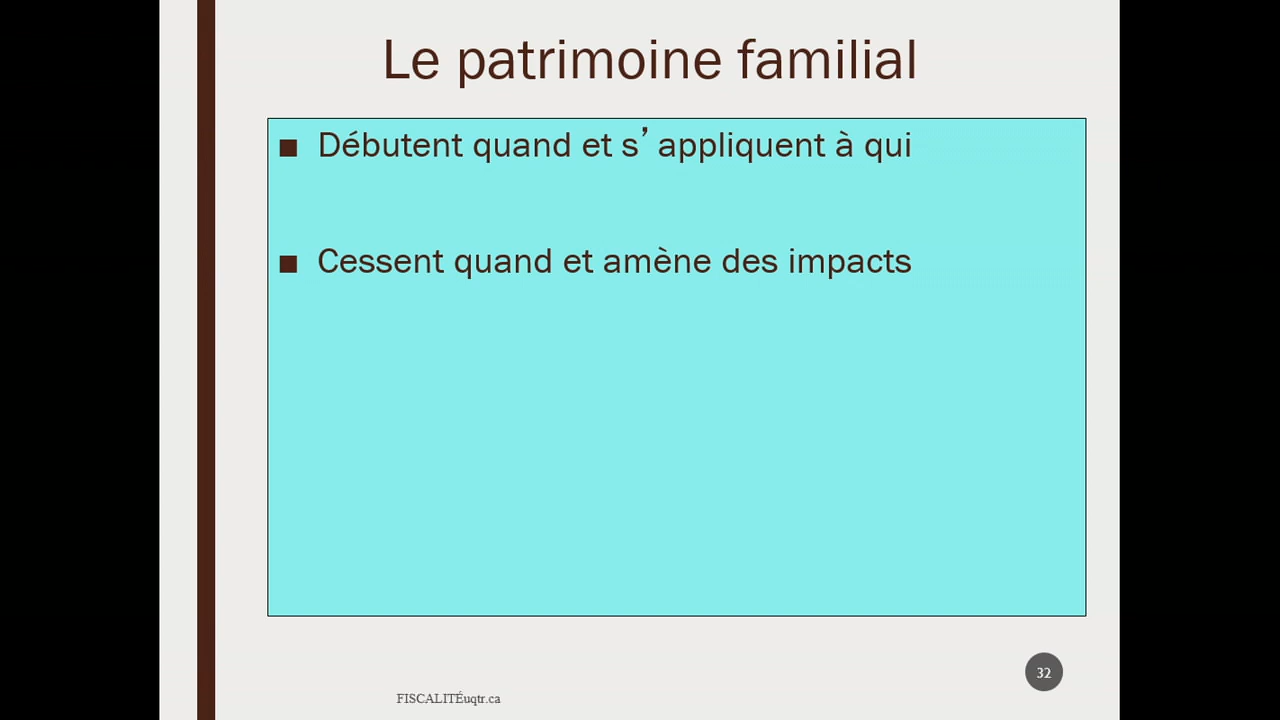 Le patrimoine familial
■ Débutent quand et s’ appliquent à qui
■ Cessent quand et amène des impacts
32
FISCALITÉuqtr.ca